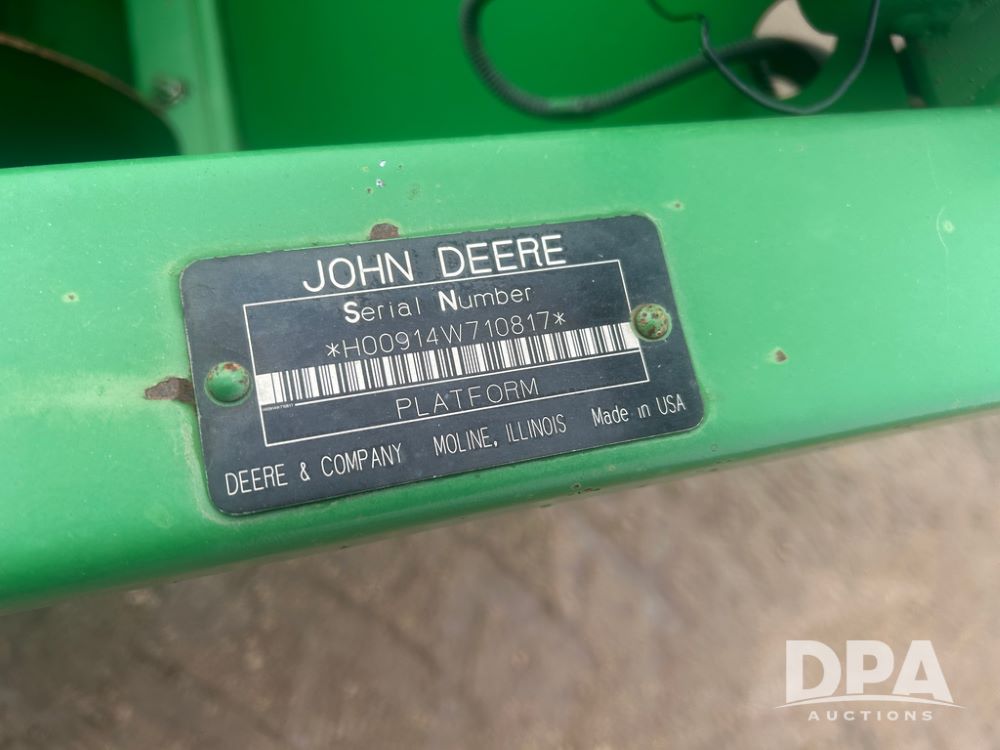 JOHN DEERE
Serial Number
*H00914W710817*
PLATFORM
DEERE & COMPANY MOLINE, ILLINOIS Made in USA
DPA
AUCTIONS